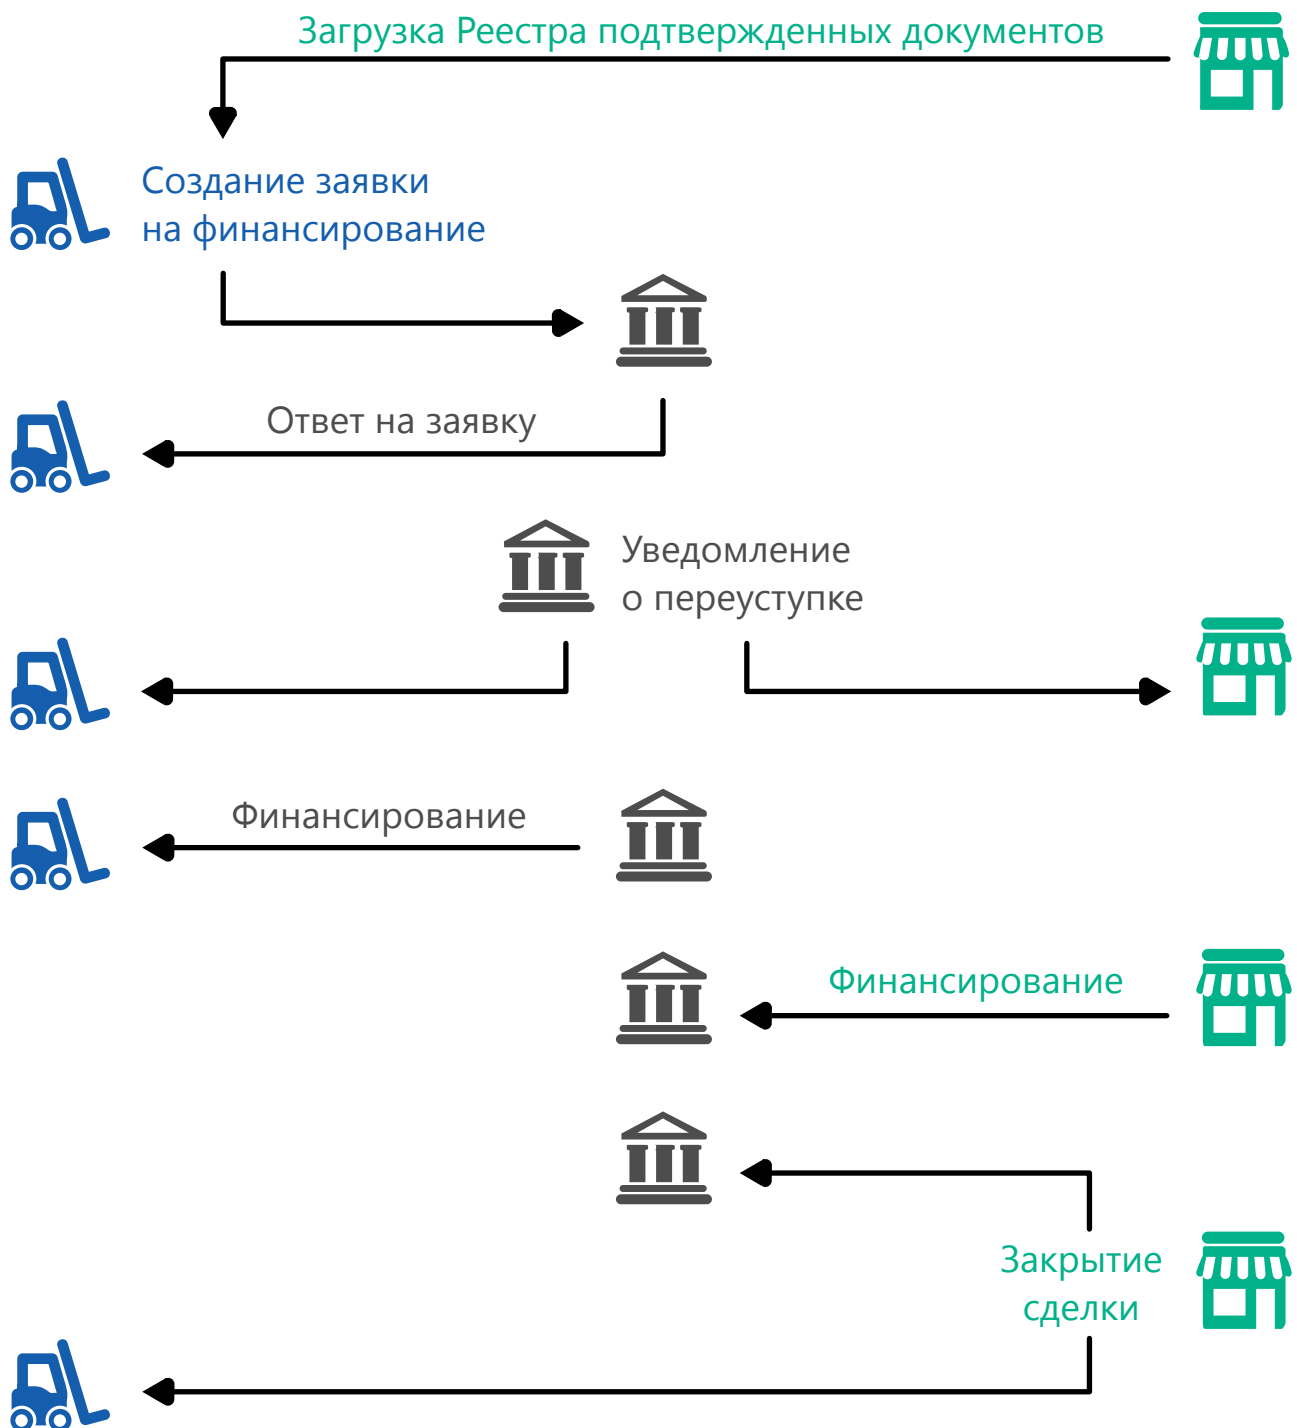 Загрузка Реестра подтвержденных документов
Создание заявки
на финансирование
Ответ на заявку
Уведомление
о переуступке
Финансирование
Финансирование
Закрытие
сделки